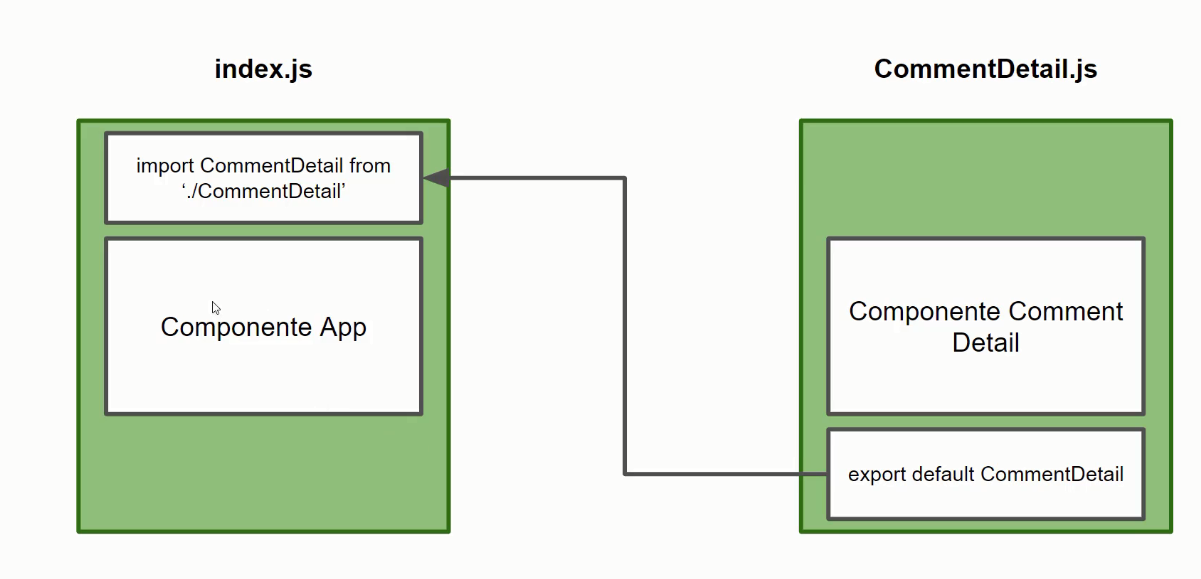 index.js
import CommentDetail from
‘./CommentDetail’
Componente App
CommentDetail.js
Componente Comment
Detail
export default CommentDetail